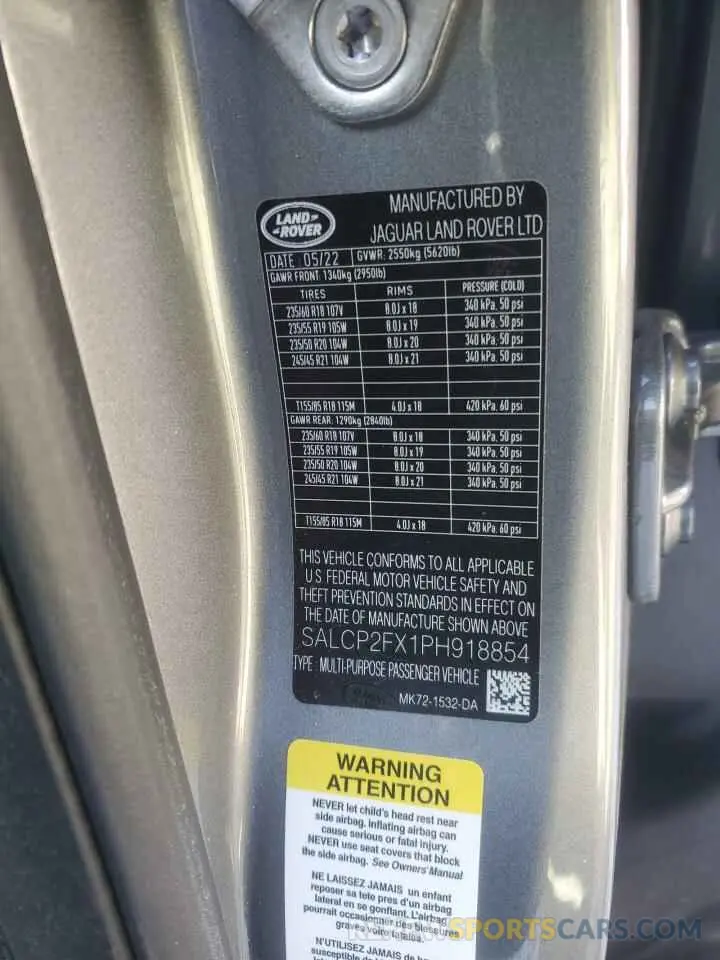 LAND
ROVER
MANUFACTURED BY
JAGUAR LAND ROVER LTD
DATE 05/22 GVWR: 2550kg (5620lb)
GAWR FRONT: 1340kg (2950lb)
TIRES RIMS PRESSURE (COLD)
235/60 R18 107V 8.0J x 18 340 kPa, 50 psi
235/55 R19 105W 8.0J x 19 340 kPa, 50 psi
235/50 R20 104W 8.0J x 20 340 kPa, 50 psi
245/45 R21 104W 8.0J x 21 340 kPa, 50 psi
T155/85 R18 115M 4.0J x 18 420 kPa, 60 psi
GAWR REAR: 1290kg (2840lb)
235/60 R18 107V 8.0J x 18 340 kPa, 50 psi
235/55 R19 105W 8.0J x 19 340 kPa, 50 psi
235/50 R20 104W 8.0J x 20 340 kPa, 50 psi
245/45 R21 104W 8.0J x 21 340 kPa, 50 psi
T155/85 R18 115M 4.0J x 18 420 kPa, 60 psi
THIS VEHICLE CONFORMS TO ALL APPLICABLE
U.S. FEDERAL MOTOR VEHICLE SAFETY AND
THEFT PREVENTION STANDARDS IN EFFECT ON
THE DATE OF MANUFACTURE SHOWN ABOVE
SALCP2FX1PH918854
TYPE : MULTI-PURPOSE PASSENGER VEHICLE
MK72-1532-DA
WARNING
ATTENTION
NEVER let child's head rest near
side airbag, inflating airbag can
cause serious or fatal injury.
NEVER use seat covers that block
the side airbag. See Owners' Manual
NE LAISSEZ JAMAIS un enfant
reposer sa tete pres d'un airbag
lateral en se gonflant. L'airbag
pourrait occasionner des blessures
graves voire fatales.
N'UTILISEZ JAMAIS de
susceptible de
SPORTSCARS.COM